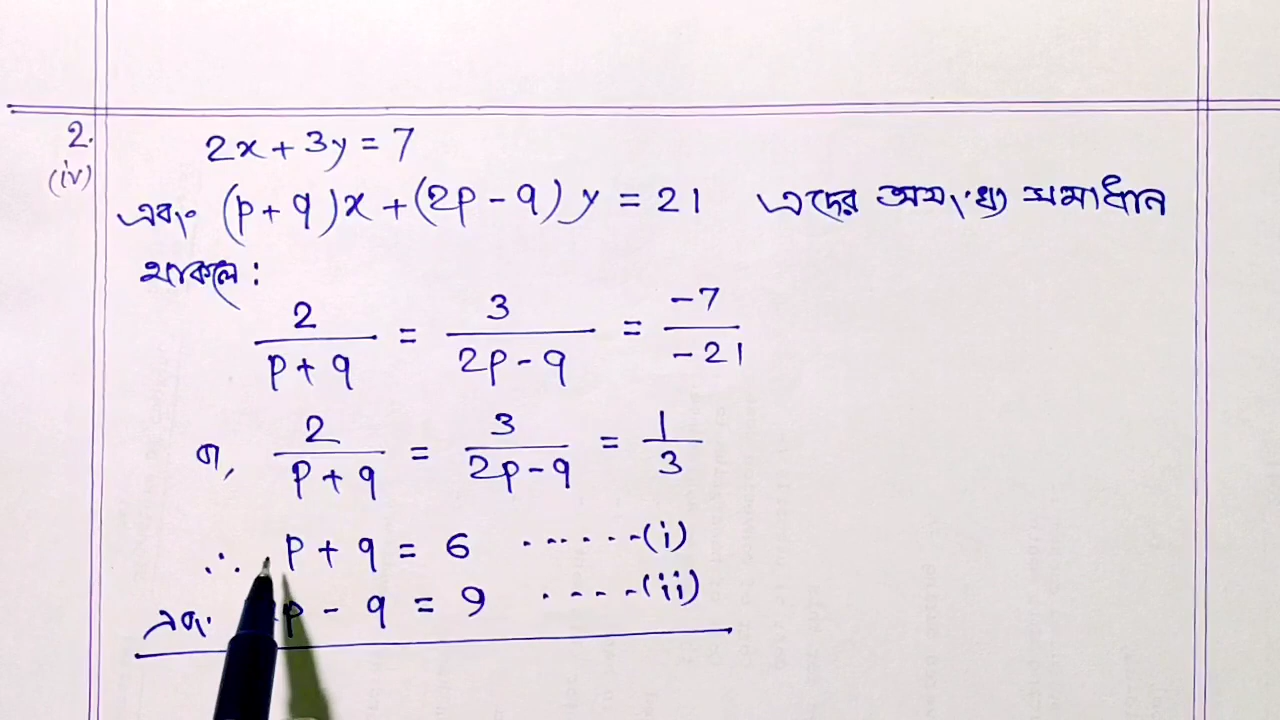 2.
(iv)
2x + 3y = 7
এবং (p + q)x + (2p - q)y = 21 এদের অসংখ্য সমাধান
থাকলে :
2/(p + q) = 3/(2p - q) = -7/-21
বা, 2/(p + q) = 3/(2p - q) = 1/3
∴ p + q = 6 ......(i)
এবং p - q = 9 ....(ii)